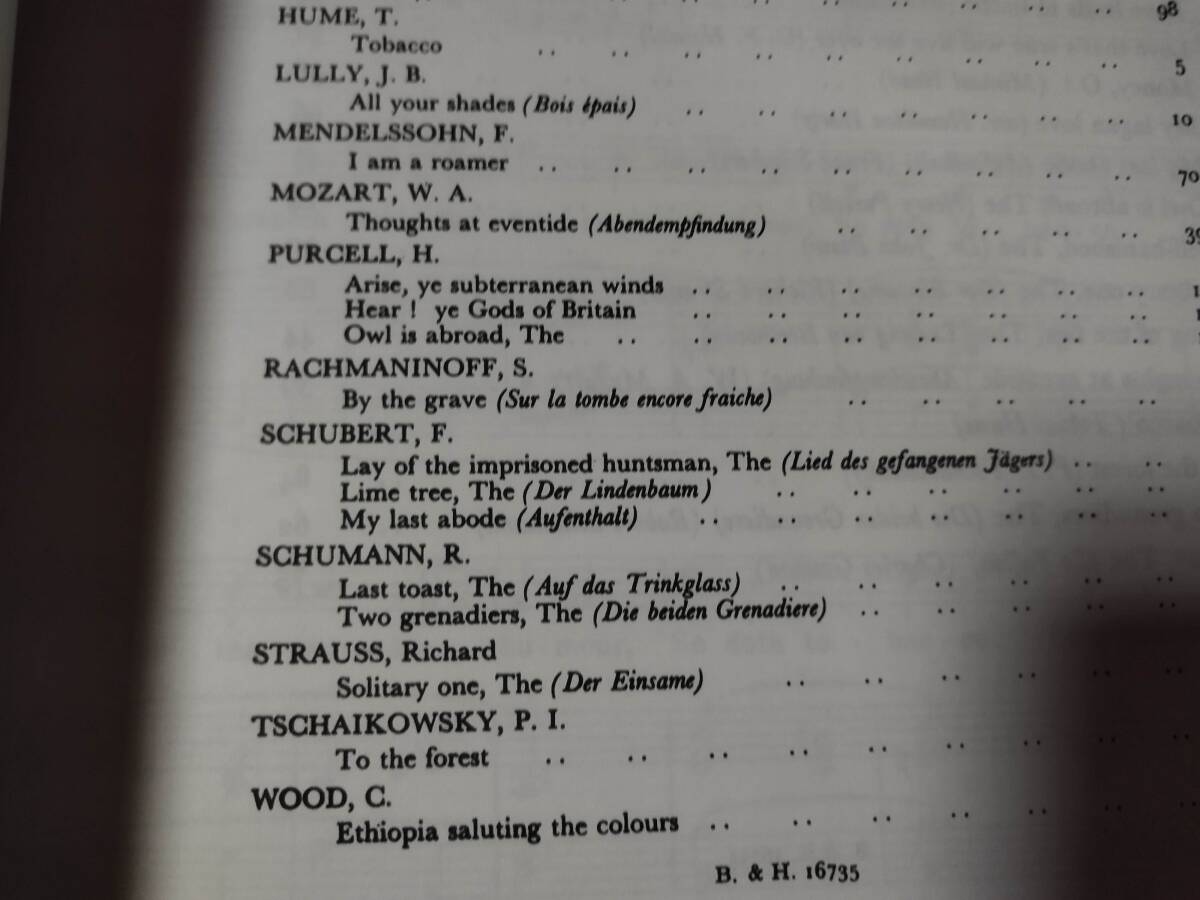 98
HUME, T.
Tobacco .. .. .. .. .. .. .. .. .. 5
LULLY, J. B.
All your shades (Bois épais) .. .. .. .. .. .. .. 10
MENDELSSOHN, F.
I am a roamer .. .. .. .. .. .. .. .. .. 70
MOZART, W. A.
Thoughts at eventide (Abendempfindung) .. .. .. .. .. 39
PURCELL, H.
Arise, ye subterranean winds .. .. .. .. .. .. ..
Hear ! ye Gods of Britain .. .. .. .. .. .. ..
Owl is abroad, The .. .. .. .. .. .. .. ..
RACHMANINOFF, S.
By the grave (Sur la tombe encore fraiche) .. .. .. .. ..
SCHUBERT, F.
Lay of the imprisoned huntsman, The (Lied des gefangenen Jägers) .. ..
Lime tree, The (Der Lindenbaum) .. .. .. .. .. ..
My last abode (Aufenthalt) .. .. .. .. .. .. ..
SCHUMANN, R.
Last toast, The (Auf das Trinkglass) .. .. .. .. .. ..
Two grenadiers, The (Die beiden Grenadiere) .. .. .. .. ..
STRAUSS, Richard
Solitary one, The (Der Einsame) .. .. .. .. .. ..
TSCHAIKOWSKY, P. I.
To the forest .. .. .. .. .. .. .. .. ..
WOOD, C.
Ethiopia saluting the colours .. .. .. .. .. .. ..
B. & H. 16735